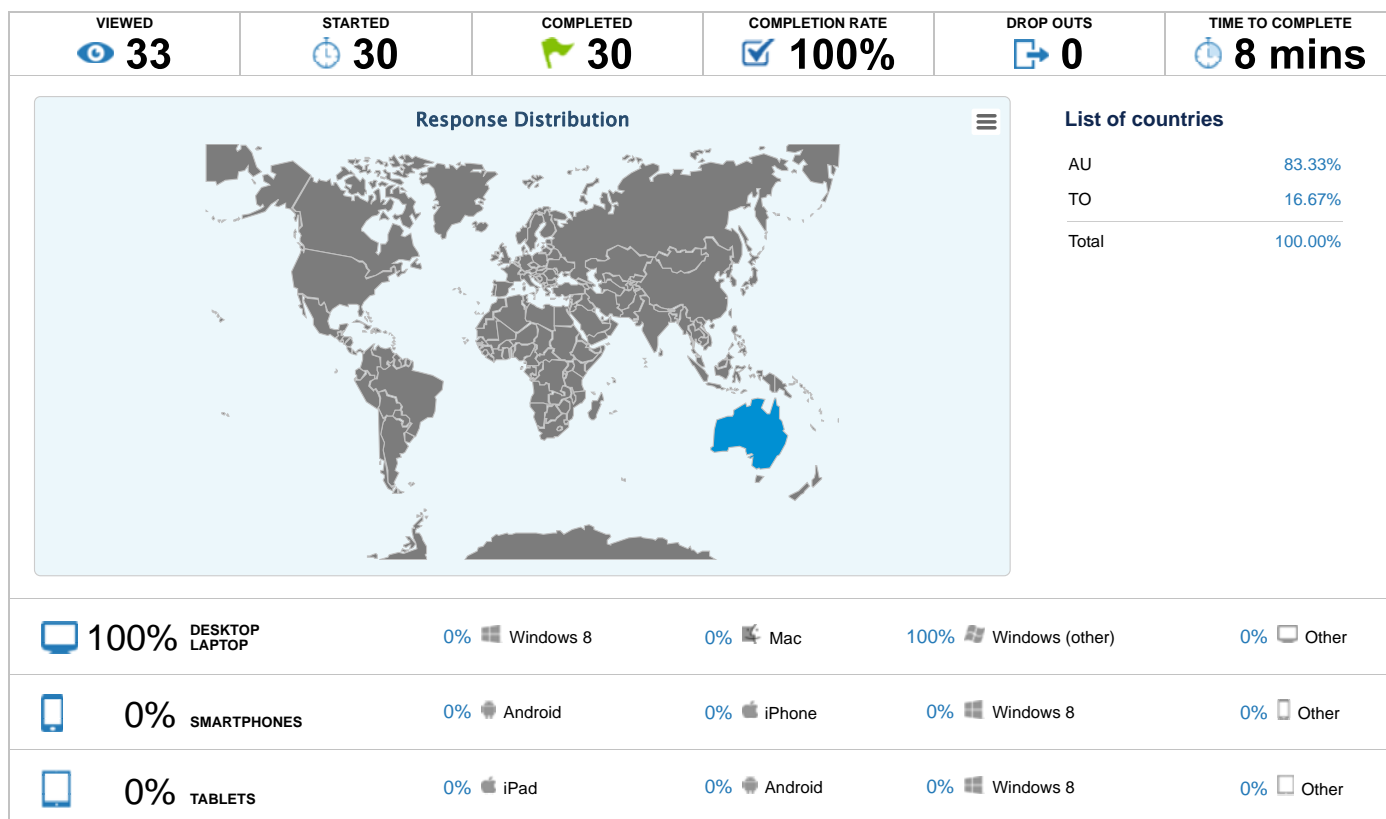 VIEWED STARTED COMPLETED COMPLETION RATE DROP OUTS TIME TO COMPLETE
33 30 30 100% 0 8 mins
Response Distribution
List of countries
AU 83.33%
TO 16.67%
Total 100.00%
100% DESKTOP LAPTOP 0% Windows 8 0% Mac 100% Windows (other) 0% Other
0% SMARTPHONES 0% Android 0% iPhone 0% Windows 8 0% Other
0% TABLETS 0% iPad 0% Android 0% Windows 8 0% Other